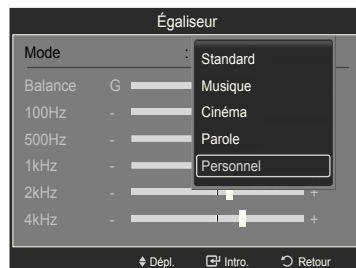 Égaliseur
Mode :
Standard
Musique
Cinéma
Parole
Personnel
Balance G
100Hz -
500Hz -
1kHz -
2kHz - +
4kHz - +
Dépl. Intro. Retour